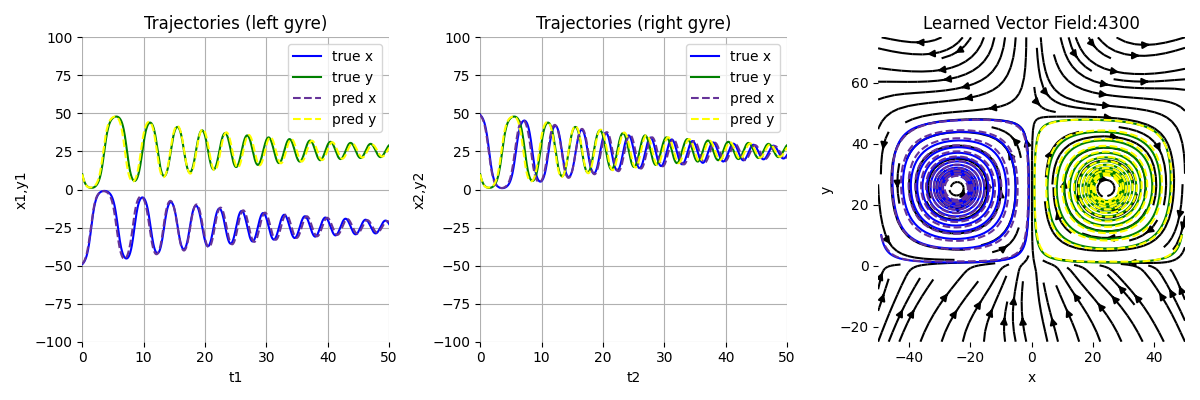 Trajectories (left gyre)
100
75
50
25
0
−25
−50
−75
−100
0 10 20 30 40 50
x1,y1
t1
true x
true y
pred x
pred y
Trajectories (right gyre)
100
75
50
25
0
−25
−50
−75
−100
0 10 20 30 40 50
x2,y2
t2
true x
true y
pred x
pred y
Learned Vector Field:4300
60
40
20
0
−20
−40 −20 0 20 40
y
x